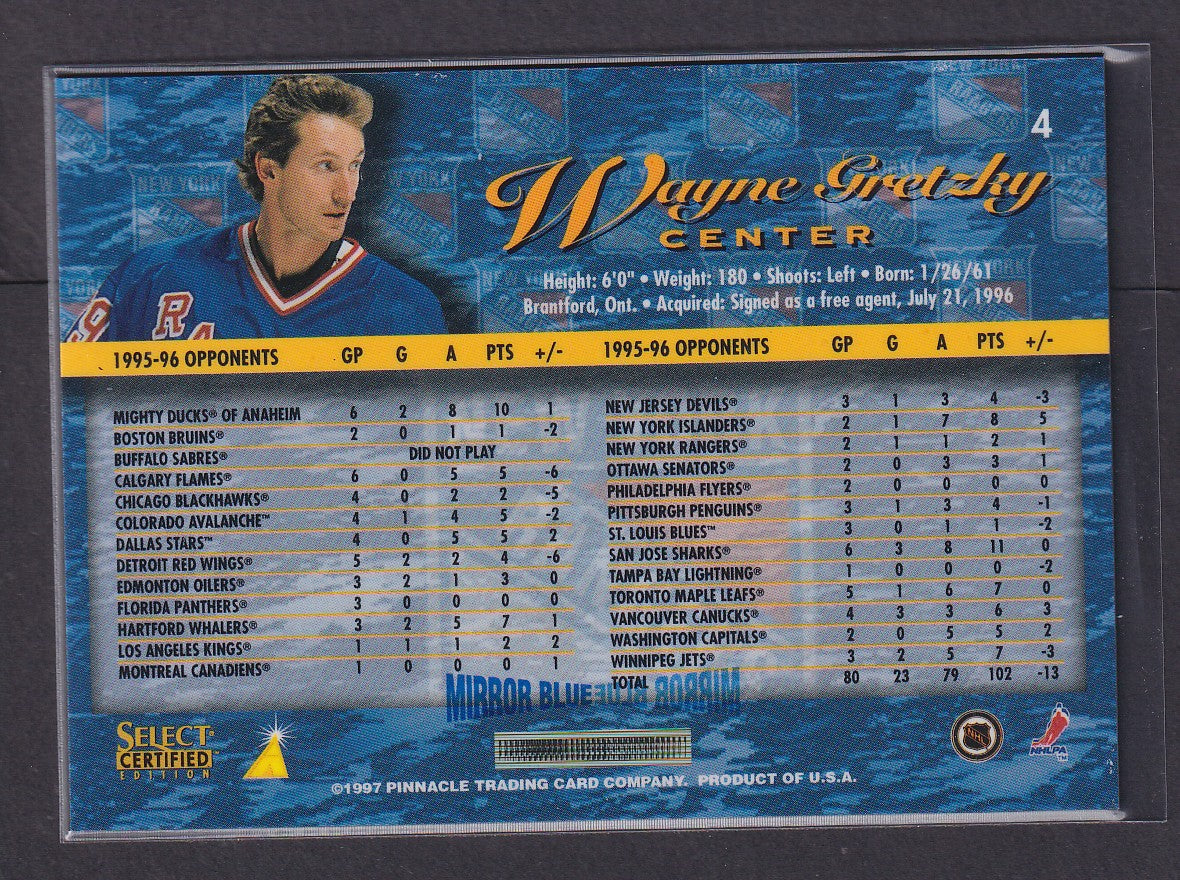 4
Wayne Gretzky
CENTER
Height: 6'0" • Weight: 180 • Shoots: Left • Born: 1/26/61
Brantford, Ont. • Acquired: Signed as a free agent, July 21, 1996
1995-96 OPPONENTS GP G A PTS +/-
MIGHTY DUCKS® OF ANAHEIM 6 2 8 10 1
BOSTON BRUINS® 2 0 1 1 -2
BUFFALO SABRES® DID NOT PLAY
CALGARY FLAMES® 6 0 5 5 -6
CHICAGO BLACKHAWKS® 4 0 2 2 -5
COLORADO AVALANCHE™ 4 1 4 5 -2
DALLAS STARS™ 4 0 5 5 2
DETROIT RED WINGS® 5 2 2 4 -6
EDMONTON OILERS® 3 2 1 3 0
FLORIDA PANTHERS® 3 0 0 0 0
HARTFORD WHALERS® 3 2 5 7 1
LOS ANGELES KINGS® 1 1 1 2 2
MONTREAL CANADIENS® 1 0 0 0 1
1995-96 OPPONENTS GP G A PTS +/-
NEW JERSEY DEVILS® 3 1 3 4 -3
NEW YORK ISLANDERS® 2 1 7 8 5
NEW YORK RANGERS® 2 1 1 2 1
OTTAWA SENATORS® 2 0 3 3 1
PHILADELPHIA FLYERS® 2 0 0 0 0
PITTSBURGH PENGUINS® 3 1 3 4 -1
ST. LOUIS BLUES™ 3 0 1 1 -2
SAN JOSE SHARKS® 6 3 8 11 0
TAMPA BAY LIGHTNING® 1 0 0 0 -2
TORONTO MAPLE LEAFS® 5 1 6 7 0
VANCOUVER CANUCKS® 4 3 3 6 3
WASHINGTON CAPITALS® 2 0 5 5 2
WINNIPEG JETS® 3 2 5 7 -3
TOTAL 80 23 79 102 -13
MIRROR BLUE MIRROR BLUE
SELECT®
CERTIFIED™
EDITION
NHL
NHLPA
™
©1997 PINNACLE TRADING CARD COMPANY. PRODUCT OF U.S.A.
9
RA
NEW YORK
RANGERS